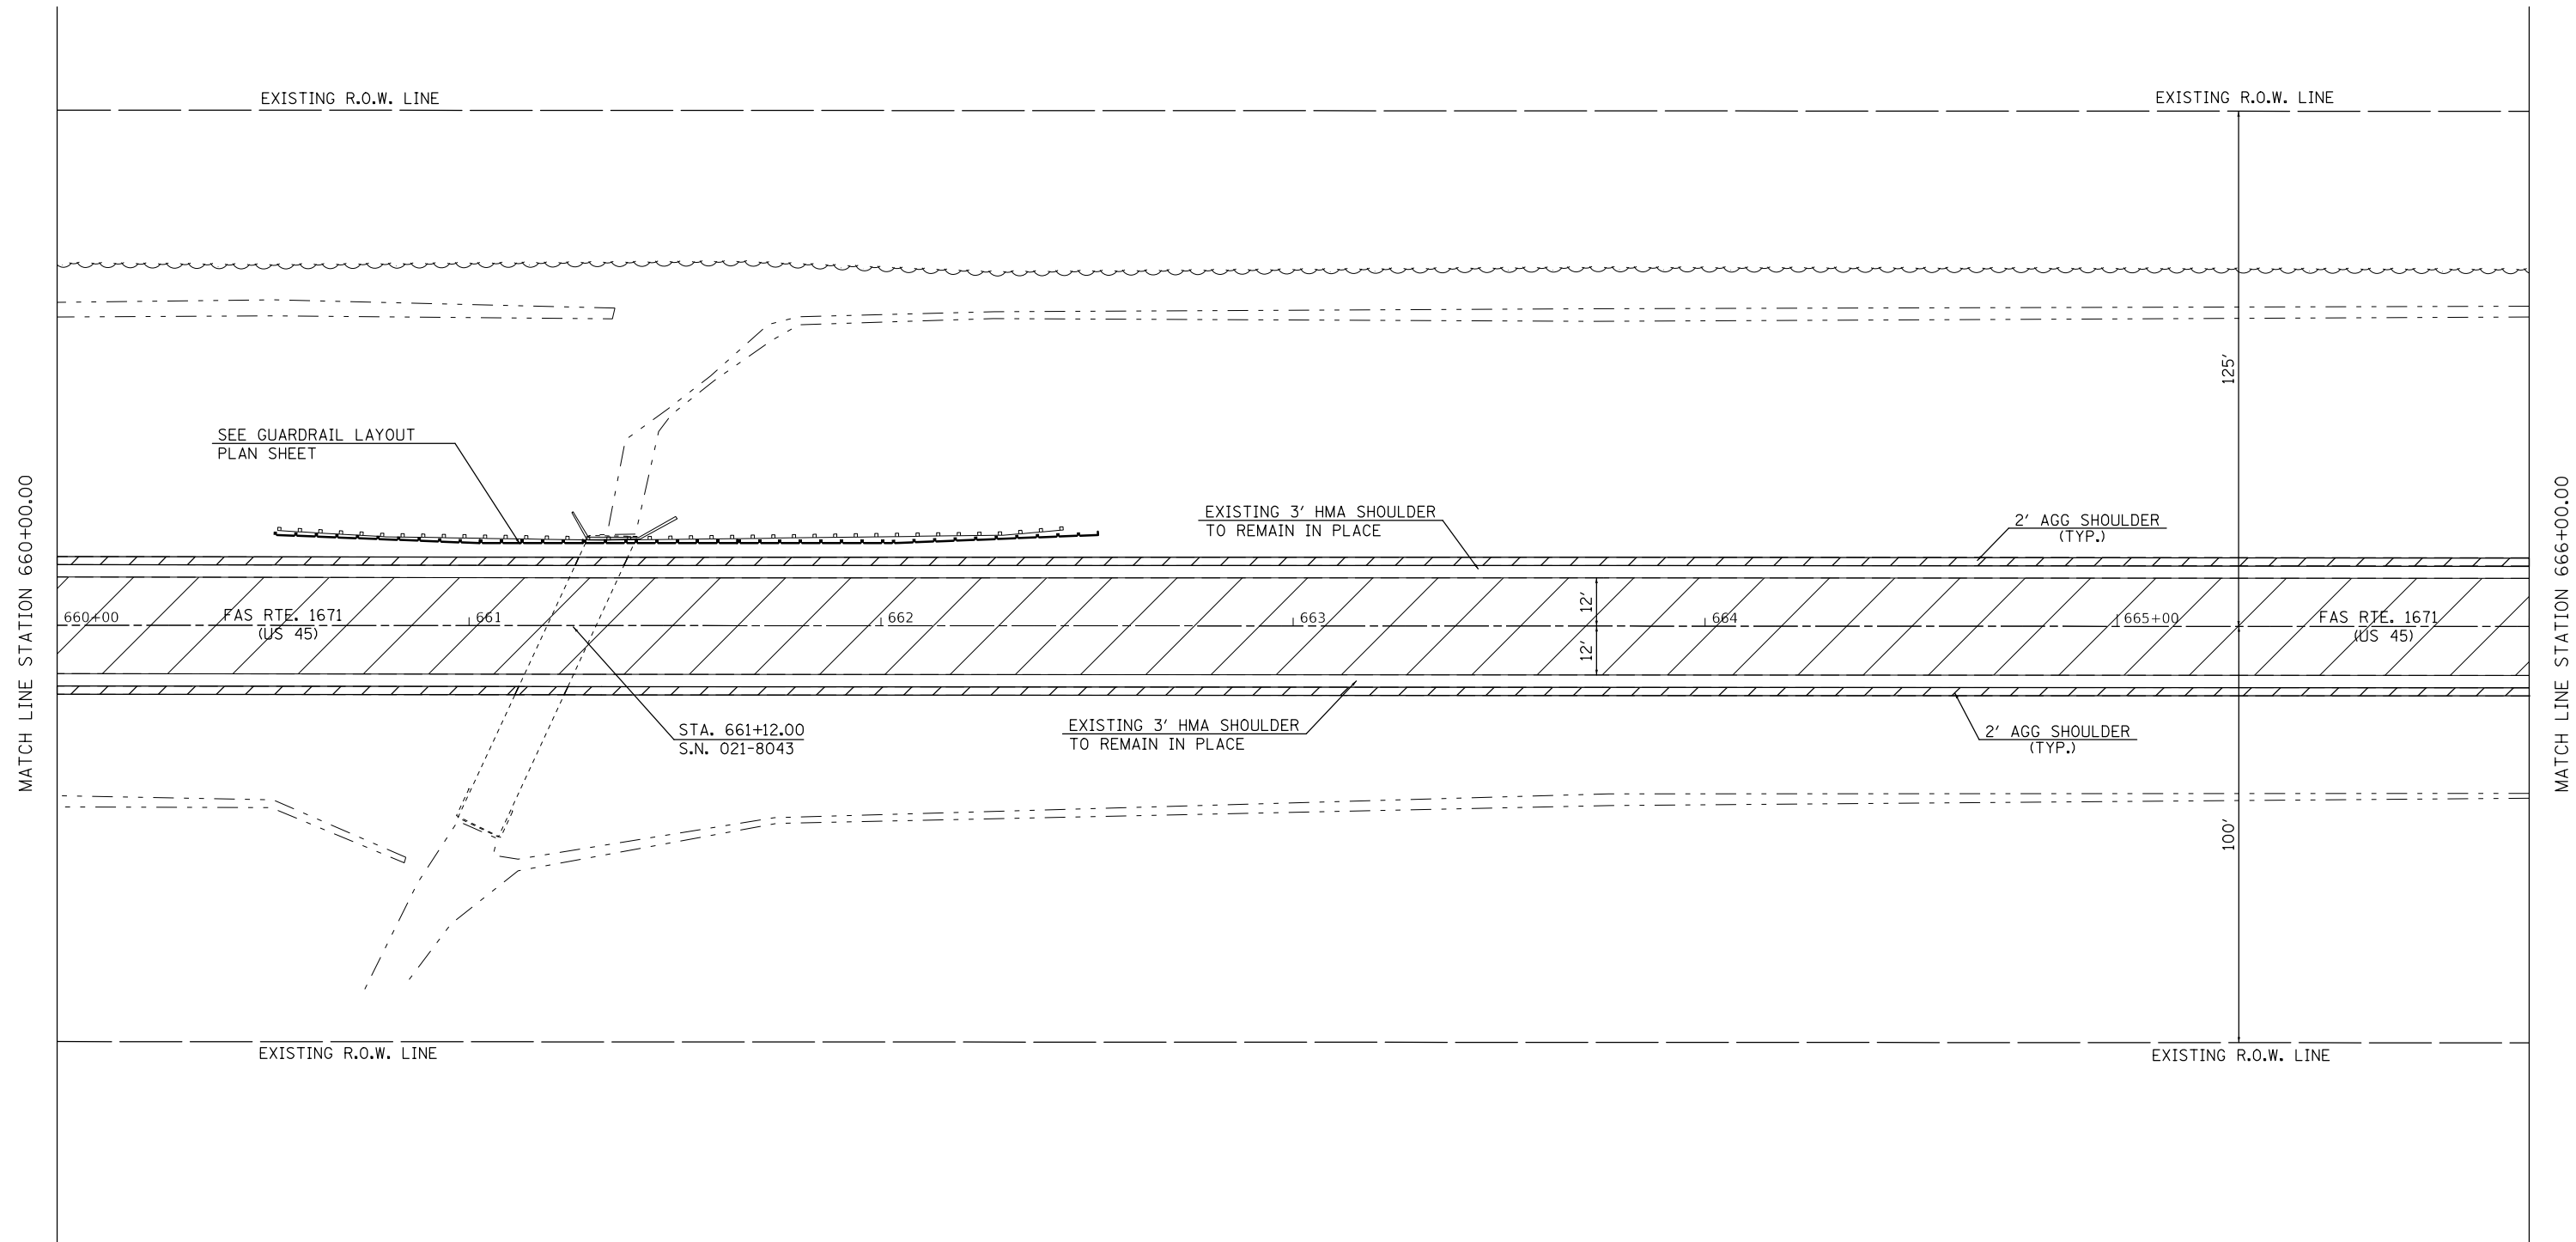 EXISTING R.O.W. LINE
EXISTING R.O.W. LINE
125'
SEE GUARDRAIL LAYOUT
PLAN SHEET
MATCH LINE STATION 660+00.00
MATCH LINE STATION 666+00.00
EXISTING 3' HMA SHOULDER
TO REMAIN IN PLACE
2' AGG SHOULDER
(TYP.)
12'
660+00
FAS RTE. 1671
(US 45)
661
662
663
664
665+00
FAS RTE. 1671
(US 45)
12'
STA. 661+12.00
S.N. 021-8043
EXISTING 3' HMA SHOULDER
TO REMAIN IN PLACE
2' AGG SHOULDER
(TYP.)
100'
EXISTING R.O.W. LINE
EXISTING R.O.W. LINE